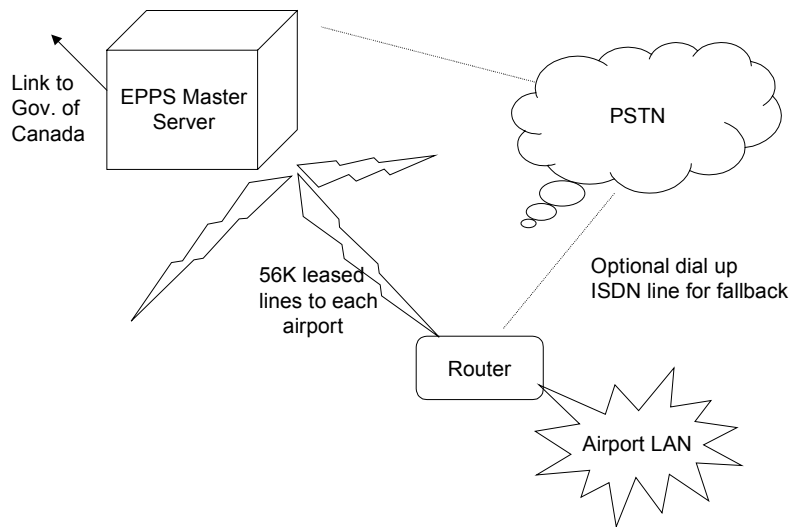 Link to
Gov. of
Canada
EPPS Master
Server
PSTN
56K leased
lines to each
airport
Optional dial up
ISDN line for fallback
Router
Airport LAN